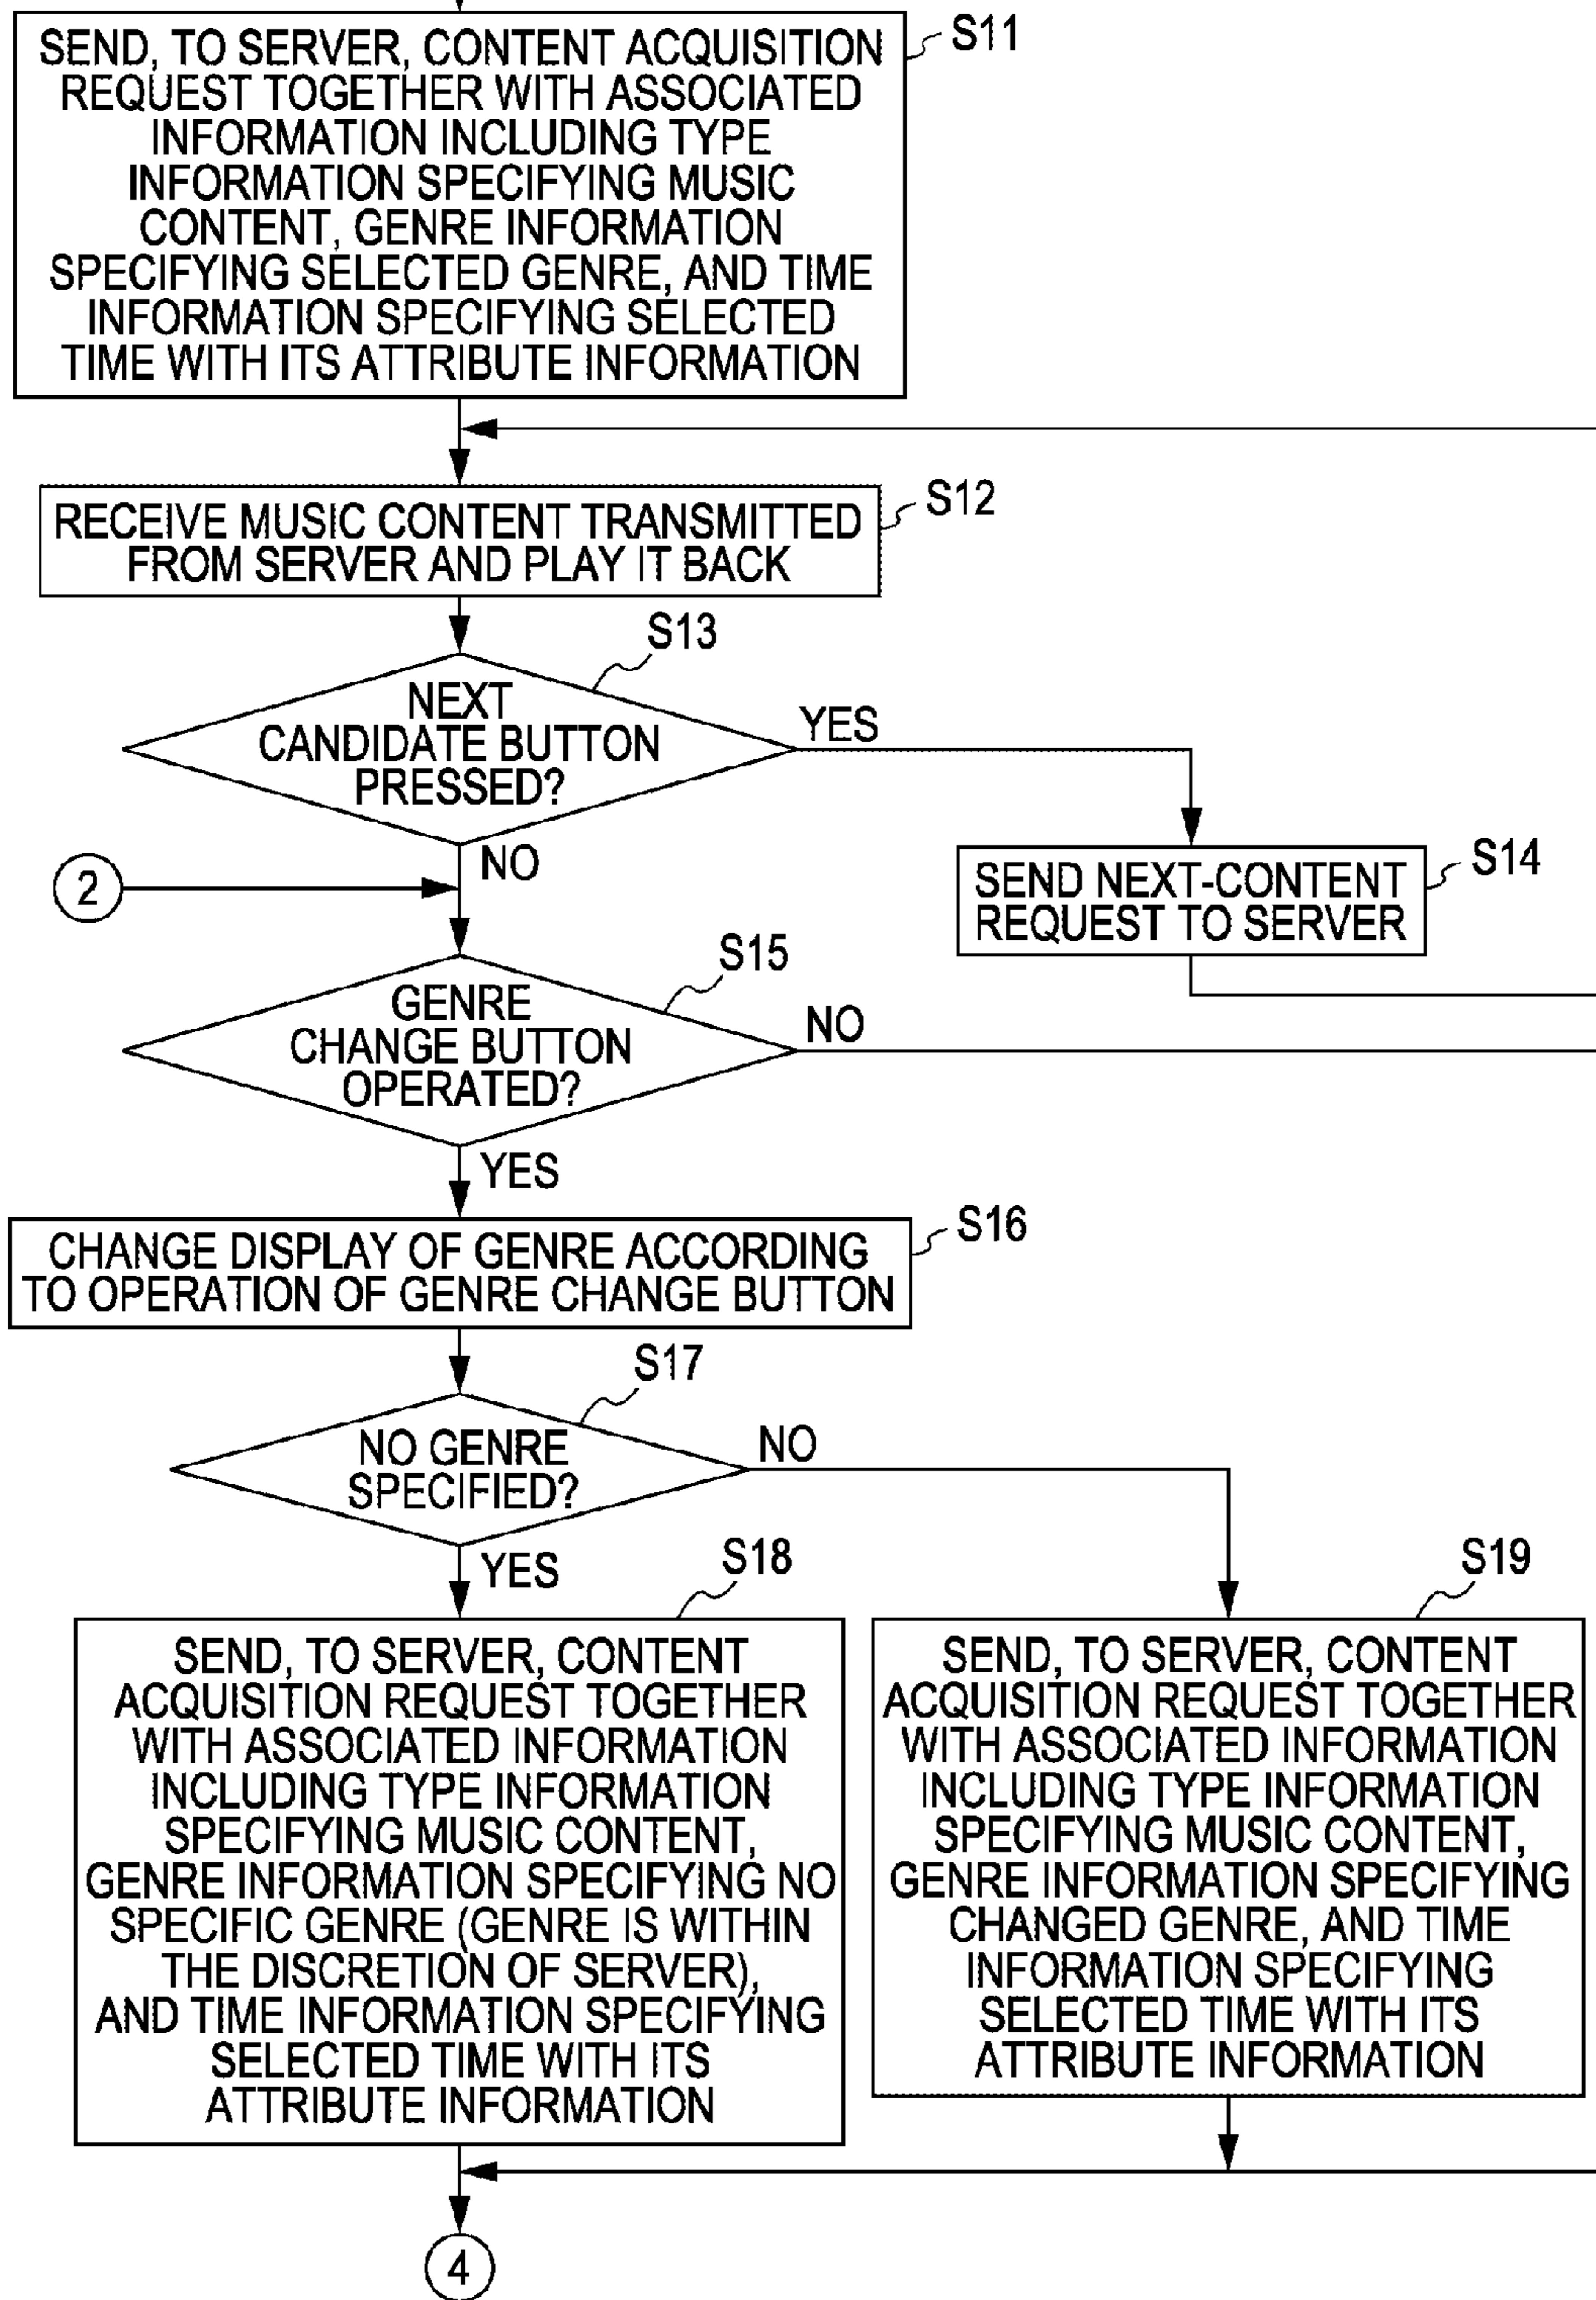 S11
SEND, TO SERVER, CONTENT ACQUISITION
REQUEST TOGETHER WITH ASSOCIATED
INFORMATION INCLUDING TYPE
INFORMATION SPECIFYING MUSIC
CONTENT, GENRE INFORMATION
SPECIFYING SELECTED GENRE, AND TIME
INFORMATION SPECIFYING SELECTED
TIME WITH ITS ATTRIBUTE INFORMATION
S12
RECEIVE MUSIC CONTENT TRANSMITTED
FROM SERVER AND PLAY IT BACK
S13
NEXT
CANDIDATE BUTTON
PRESSED?
YES
NO
S14
SEND NEXT-CONTENT
REQUEST TO SERVER
2
S15
GENRE
CHANGE BUTTON
OPERATED?
NO
YES
S16
CHANGE DISPLAY OF GENRE ACCORDING
TO OPERATION OF GENRE CHANGE BUTTON
S17
NO GENRE
SPECIFIED?
NO
YES
S18
SEND, TO SERVER, CONTENT
ACQUISITION REQUEST TOGETHER
WITH ASSOCIATED INFORMATION
INCLUDING TYPE INFORMATION
SPECIFYING MUSIC CONTENT,
GENRE INFORMATION SPECIFYING NO
SPECIFIC GENRE (GENRE IS WITHIN
THE DISCRETION OF SERVER),
AND TIME INFORMATION SPECIFYING
SELECTED TIME WITH ITS
ATTRIBUTE INFORMATION
S19
SEND, TO SERVER, CONTENT
ACQUISITION REQUEST TOGETHER
WITH ASSOCIATED INFORMATION
INCLUDING TYPE INFORMATION
SPECIFYING MUSIC CONTENT,
GENRE INFORMATION SPECIFYING
CHANGED GENRE, AND TIME
INFORMATION SPECIFYING
SELECTED TIME WITH ITS
ATTRIBUTE INFORMATION
4